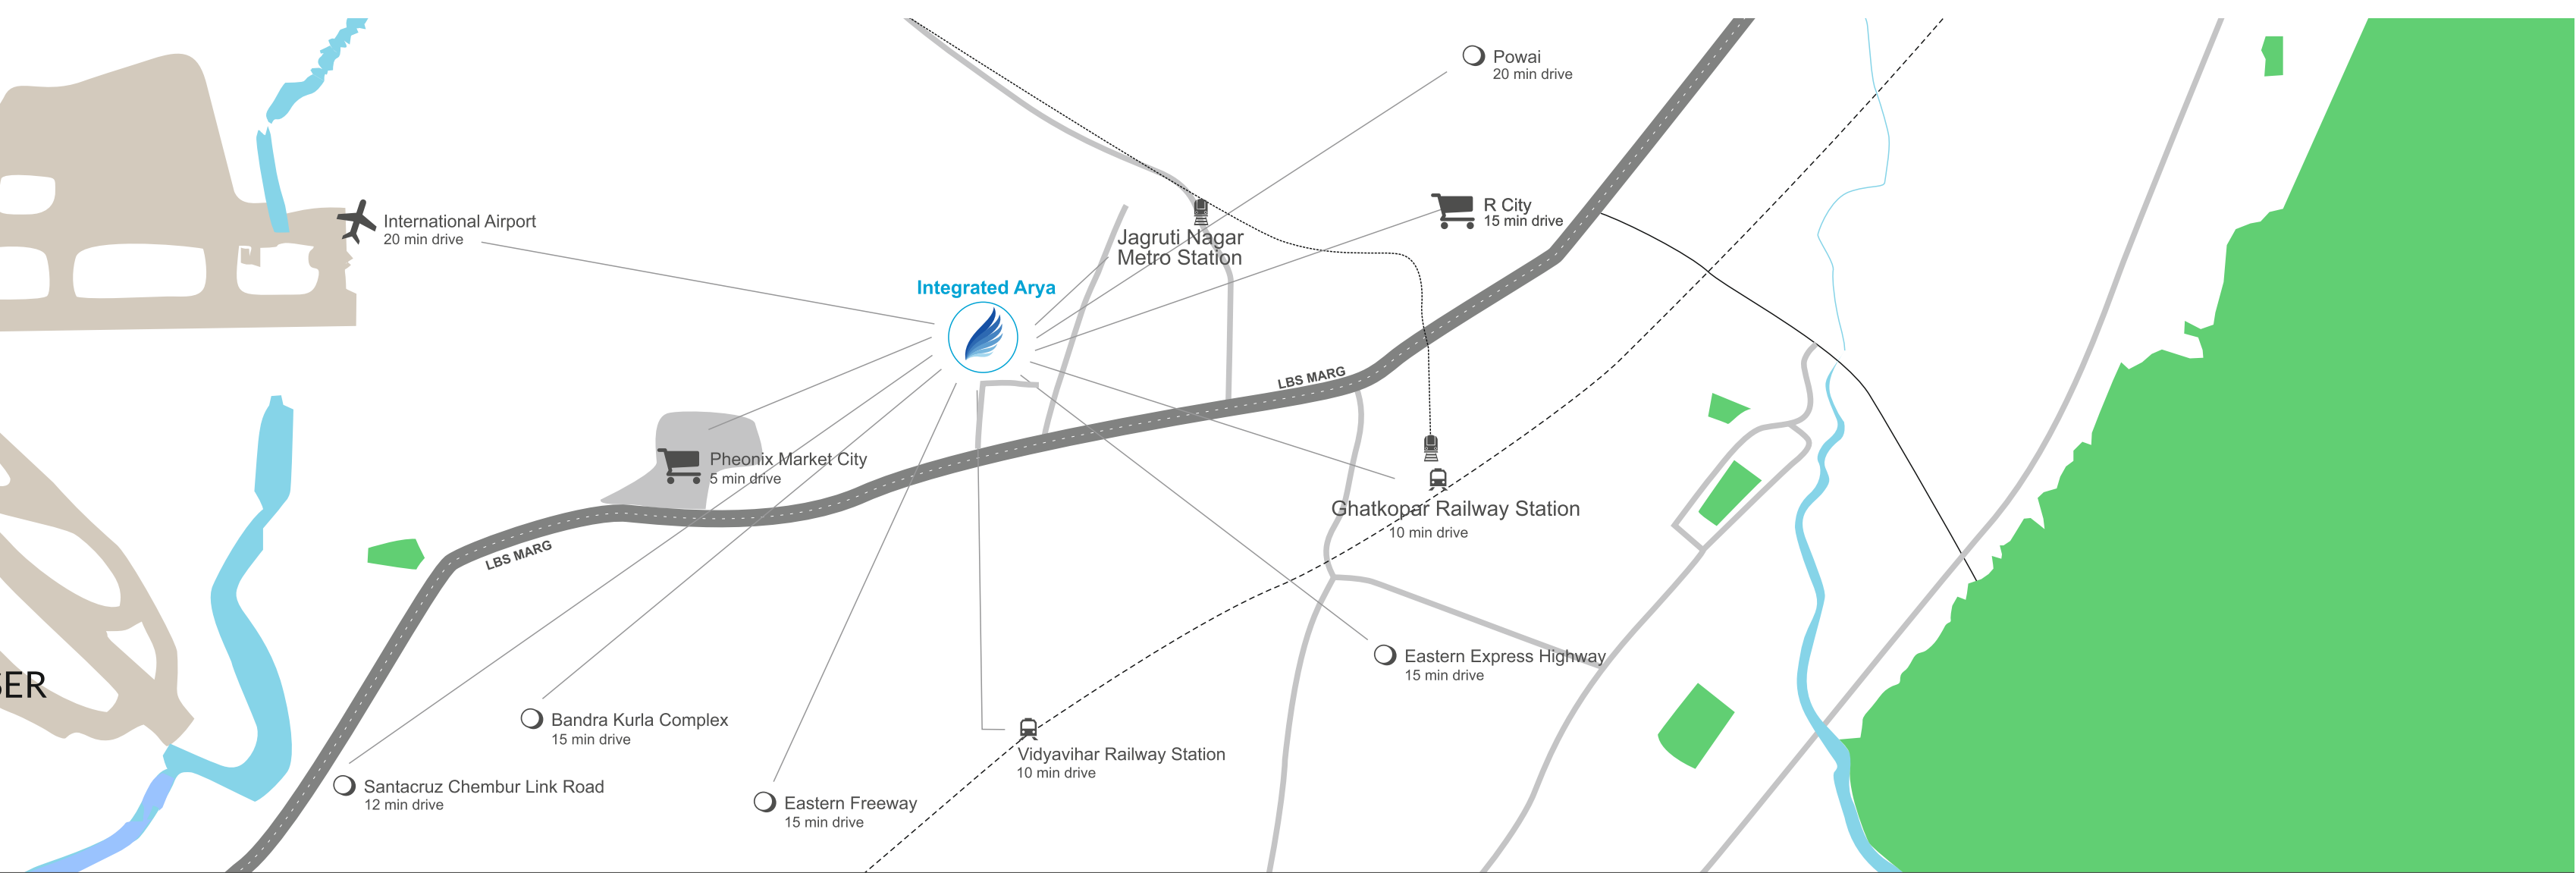 Powai
20 min drive
International Airport
20 min drive
R City
15 min drive
Jagruti Nagar
Metro Station
Integrated Arya
LBS MARG
Pheonix Market City
5 min drive
Ghatkopar Railway Station
10 min drive
LBS MARG
Eastern Express Highway
15 min drive
SER
Bandra Kurla Complex
15 min drive
Vidyavihar Railway Station
10 min drive
Santacruz Chembur Link Road
12 min drive
Eastern Freeway
15 min drive